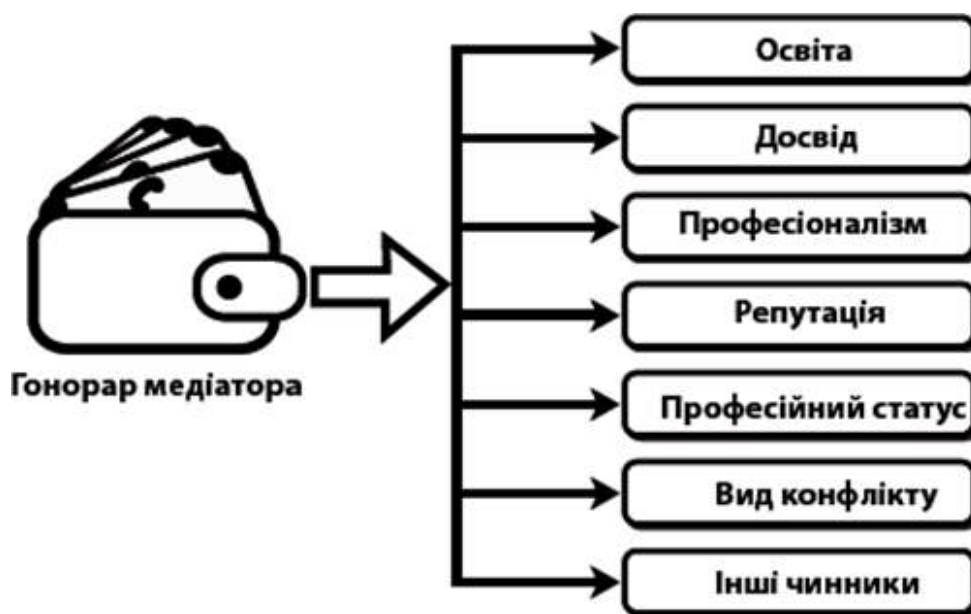 Освіта
Досвід
Професіоналізм
Репутація
Гонорар медіатора
Професійний статус
Вид конфлікту
Інші чинники